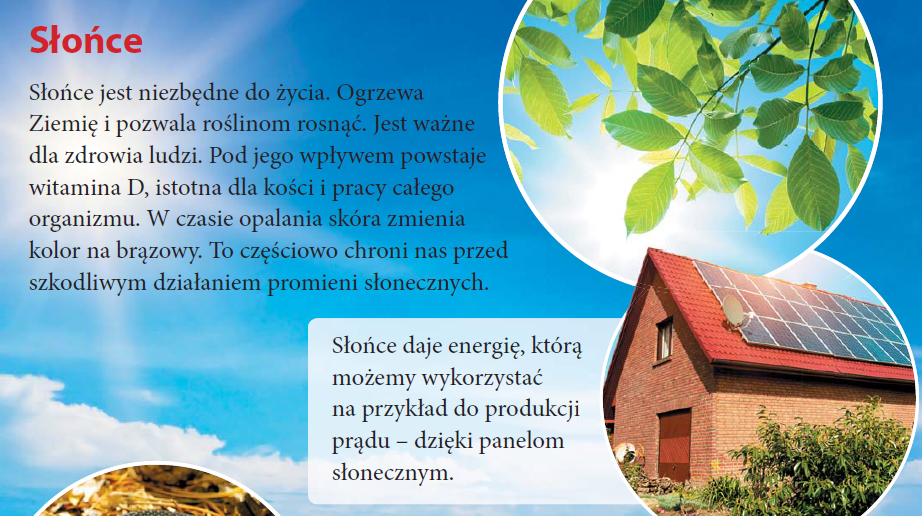 Słońce
Słońce jest niezbędne do życia. Ogrzewa
Ziemię i pozwala roślinom rosnąć. Jest ważne
dla zdrowia ludzi. Pod jego wpływem powstaje
witamina D, istotna dla kości i pracy całego
organizmu. W czasie opalania skóra zmienia
kolor na brązowy. To częściowo chroni nas przed
szkodliwym działaniem promieni słonecznych.
Słońce daje energię, którą
możemy wykorzystać
na przykład do produkcji
prądu – dzięki panelom
słonecznym.